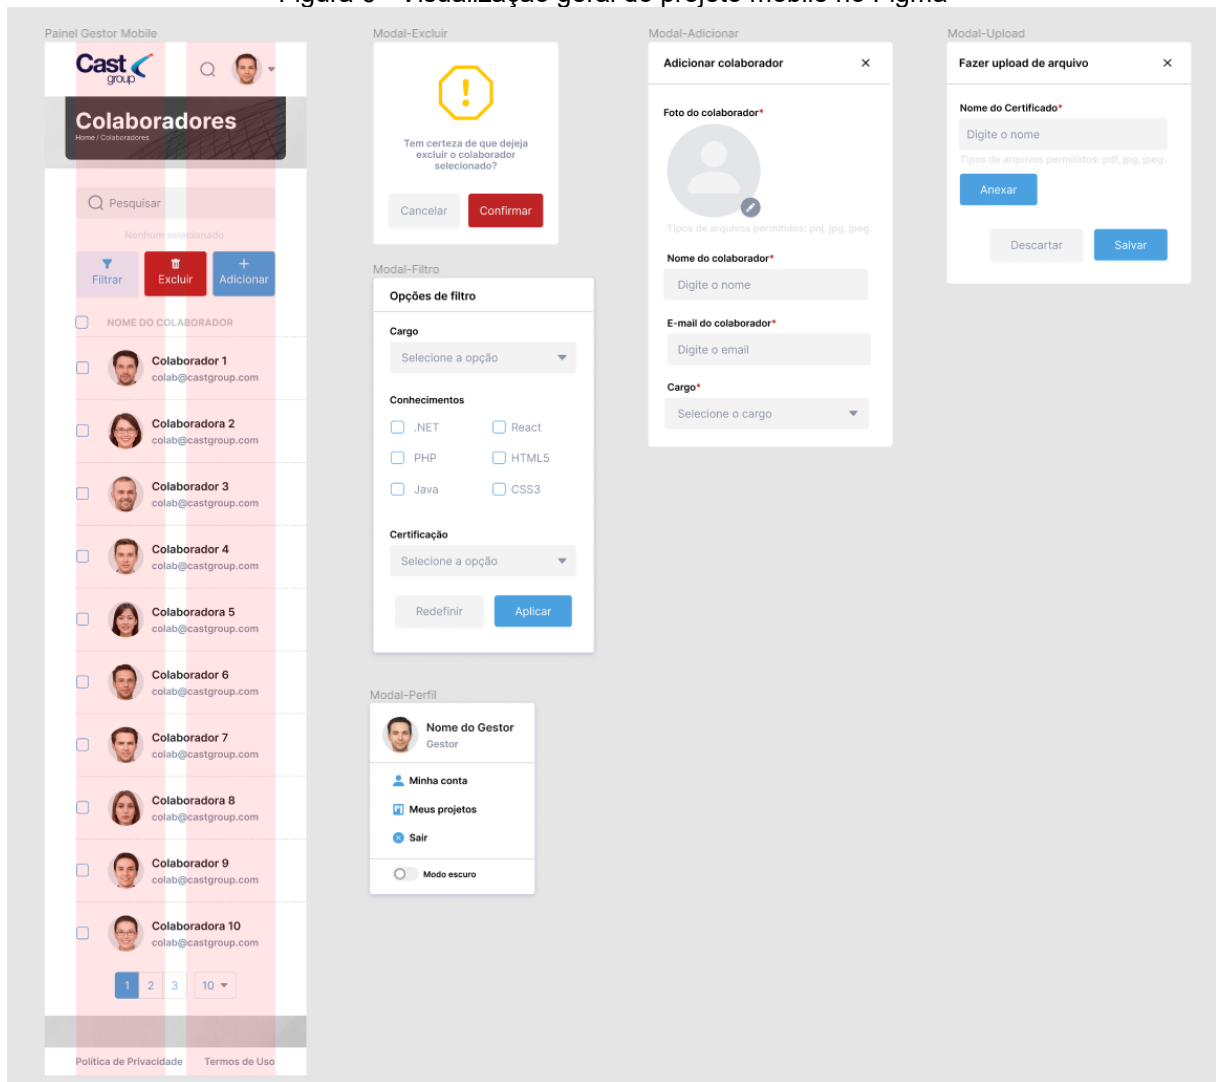 Figura 6 - Visualização geral do projeto mobile no Figma
Painel Gestor Mobile
Cast
group
Colaboradores
Home / Colaboradores
Pesquisar
Nenhum selecionado
Filtrar
Excluir
Adicionar
NOME DO COLABORADOR
Colaborador 1
colab@castgroup.com
Colaboradora 2
colab@castgroup.com
Colaborador 3
colab@castgroup.com
Colaborador 4
colab@castgroup.com
Colaboradora 5
colab@castgroup.com
Colaborador 6
colab@castgroup.com
Colaborador 7
colab@castgroup.com
Colaboradora 8
colab@castgroup.com
Colaborador 9
colab@castgroup.com
Colaboradora 10
colab@castgroup.com
1 2 3 10
Política de Privacidade Termos de Uso
Modal-Excluir
Tem certeza de que dejeja
excluir o colaborador
selecionado?
Cancelar
Confirmar
Modal-Filtro
Opções de filtro
Cargo
Selecione a opção
Conhecimentos
.NET React
PHP HTML5
Java CSS3
Certificação
Selecione a opção
Redefinir
Aplicar
Modal-Perfil
Nome do Gestor
Gestor
Minha conta
Meus projetos
Sair
Modo escuro
Modal-Adicionar
Adicionar colaborador
Foto do colaborador*
Tipos de arquivos permitidos: pnj, jpg, jpeg.
Nome do colaborador*
Digite o nome
E-mail do colaborador*
Digite o email
Cargo*
Selecione o cargo
Modal-Upload
Fazer upload de arquivo
Nome do Certificado*
Digite o nome
Tipos de arquivos permitidos: pdf, jpg, jpeg.
Anexar
Descartar
Salvar